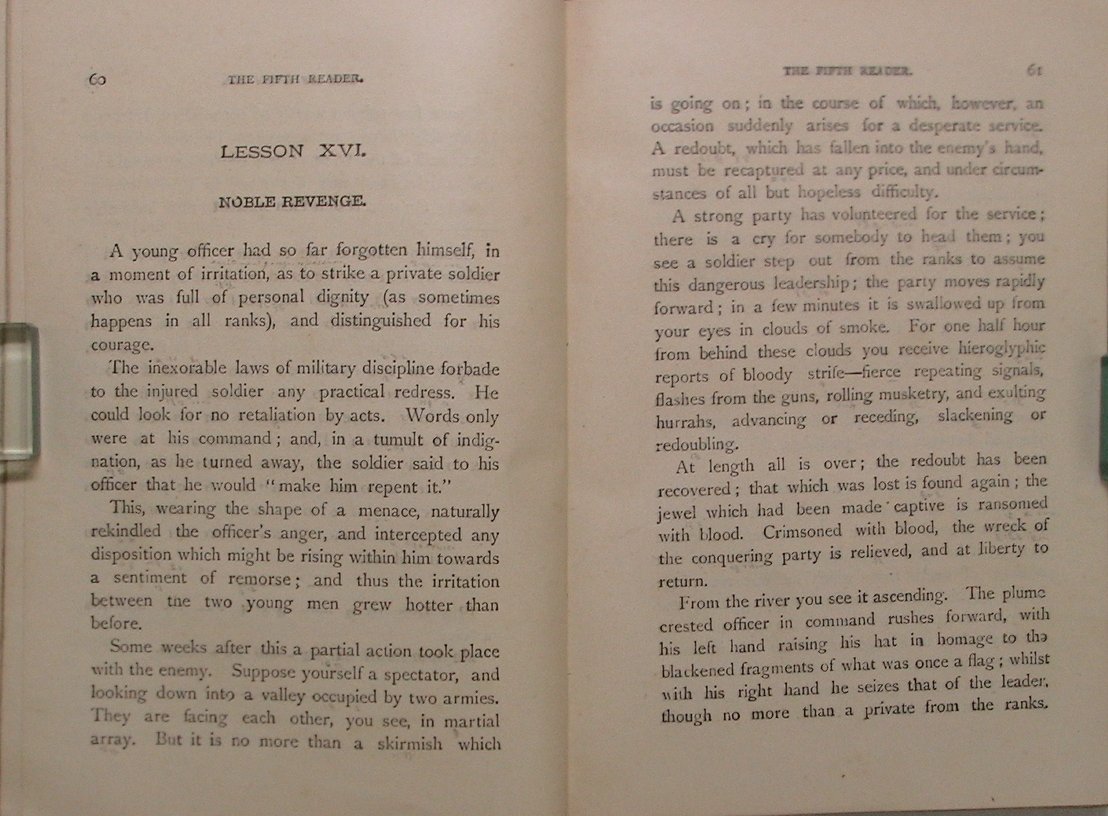 60
THE FIFTH READER.
LESSON XVI.
NOBLE REVENGE.
A young officer had so far forgotten himself, in
a moment of irritation, as to strike a private soldier
who was full of personal dignity (as sometimes
happens in all ranks), and distinguished for his
courage.
The inexorable laws of military discipline forbade
to the injured soldier any practical redress. He
could look for no retaliation by acts. Words only
were at his command; and, in a tumult of indig-
nation, as he turned away, the soldier said to his
officer that he would "make him repent it."
This, wearing the shape of a menace, naturally
rekindled the officer's anger, and intercepted any
disposition which might be rising within him towards
a sentiment of remorse; and thus the irritation
between the two young men grew hotter than
before.
Some weeks after this a partial action took place
with the enemy. Suppose yourself a spectator, and
looking down into a valley occupied by two armies.
They are facing each other, you see, in martial
array. But it is no more than a skirmish which
THE FIFTH READER.
61
is going on; in the course of which, however, an
occasion suddenly arises for a desperate service.
A redoubt, which has fallen into the enemy's hand,
must be recaptured at any price, and under circum-
stances of all but hopeless difficulty.
A strong party has volunteered for the service;
there is a cry for somebody to head them; you
see a soldier step out from the ranks to assume
this dangerous leadership; the party moves rapidly
forward; in a few minutes it is swallowed up from
your eyes in clouds of smoke. For one half hour
from behind these clouds you receive hieroglyphic
reports of bloody strife—fierce repeating signals,
flashes from the guns, rolling musketry, and exulting
hurrahs, advancing or receding, slackening or
redoubling.
At length all is over; the redoubt has been
recovered; that which was lost is found again; the
jewel which had been made captive is ransomed
with blood. Crimsoned with blood, the wreck of
the conquering party is relieved, and at liberty to
return.
From the river you see it ascending. The plume
crested officer in command rushes forward, with
his left hand raising his hat in homage to the
blackened fragments of what was once a flag; whilst
with his right hand he seizes that of the leader,
though no more than a private from the ranks.